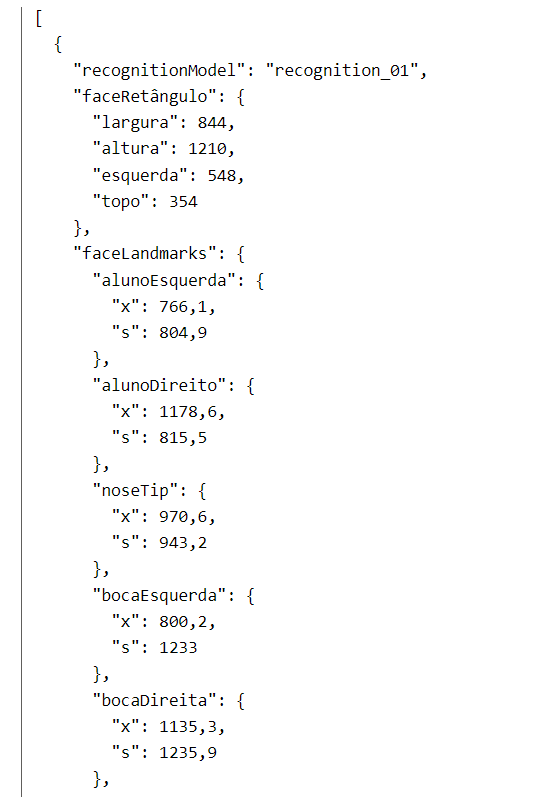 [
{
"recognitionModel": "recognition_01",
"faceRetângulo": {
"largura": 844,
"altura": 1210,
"esquerda": 548,
"topo": 354
},
"faceLandmarks": {
"alunoEsquerda": {
"x": 766,1,
"s": 804,9
},
"alunoDireito": {
"x": 1178,6,
"s": 815,5
},
"noseTip": {
"x": 970,6,
"s": 943,2
},
"bocaEsquerda": {
"x": 800,2,
"s": 1233
},
"bocaDireita": {
"x": 1135,3,
"s": 1235,9
},